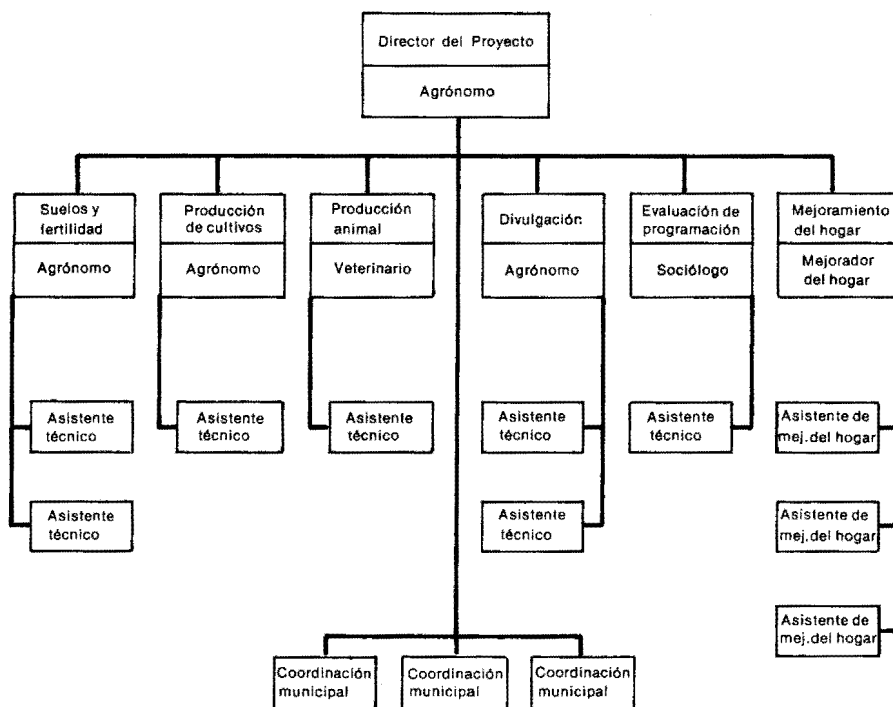 Director del Proyecto
Agrónomo
Suelos y
fertilidad
Agrónomo
Producción
de cultivos
Agrónomo
Producción
animal
Veterinario
Divulgación
Agrónomo
Evaluación de
programación
Sociólogo
Mejoramiento
del hogar
Mejorador
del hogar
Asistente
técnico
Asistente
técnico
Asistente
técnico
Asistente
técnico
Asistente
técnico
Asistente de
mej. del hogar
Asistente
técnico
Asistente
técnico
Asistente de
mej. del hogar
Asistente de
mej. del hogar
Coordinación
municipal
Coordinación
municipal
Coordinación
municipal